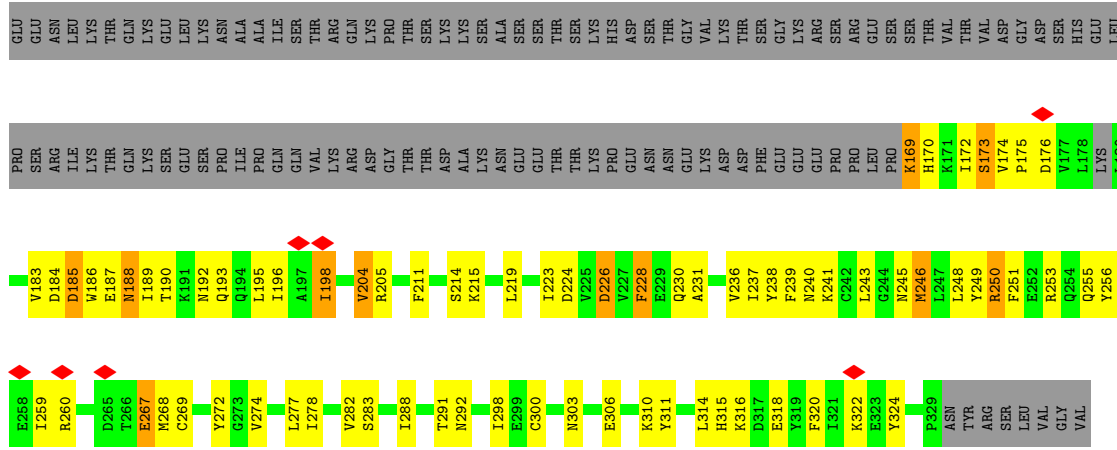 GLU GLU ASN LEU LYS THR GLN LYS GLU LEU LYS ASN ALA ALA ILE SER THR ARG GLN LYS PRO THR SER LYS LYS SER ALA SER SER THR SER LYS HIS ASP SER THR GLY VAL LYS THR SER GLY LYS ARG SER ARG GLU SER SER THR VAL THR VAL ASP GLY ASP SER HIS GLU LEU
PRO SER ARG ILE LYS THR GLN LYS SER GLU SER PRO ILE PRO GLN GLN VAL LYS ARG ASP GLY THR THR ASP ALA LYS ASN GLU GLU THR THR LYS PRO GLU ASN ASN GLU LYS ASP ASP PHE GLU GLU GLU PRO PRO LEU PRO K169 H170 K171 I172 S173 V174 P175 D176 V177 L178 LYS
V183 D184 D185 W186 E187 N188 I189 T190 K191 N192 Q193 Q194 L195 I196 A197 I198 V204 R205 F211 S214 K215 L219 I223 D224 V225 D226 V227 F228 E229 Q230 A231 V236 I237 Y238 F239 N240 K241 C242 L243 G244 N245 M246 L247 L248 Y249 R250 F251 E252 R253 Q254 Q255 Y256
E258 I259 R260 D265 T266 E267 M268 C269 Y272 G273 V274 L277 I278 V282 S283 I288 T291 N292 I298 E299 C300 N303 E306 K310 Y311 L314 H315 K316 D317 E318 Y319 F320 I321 K322 E323 Y324 P329 ASN TYR ARG SER LEU VAL GLY VAL